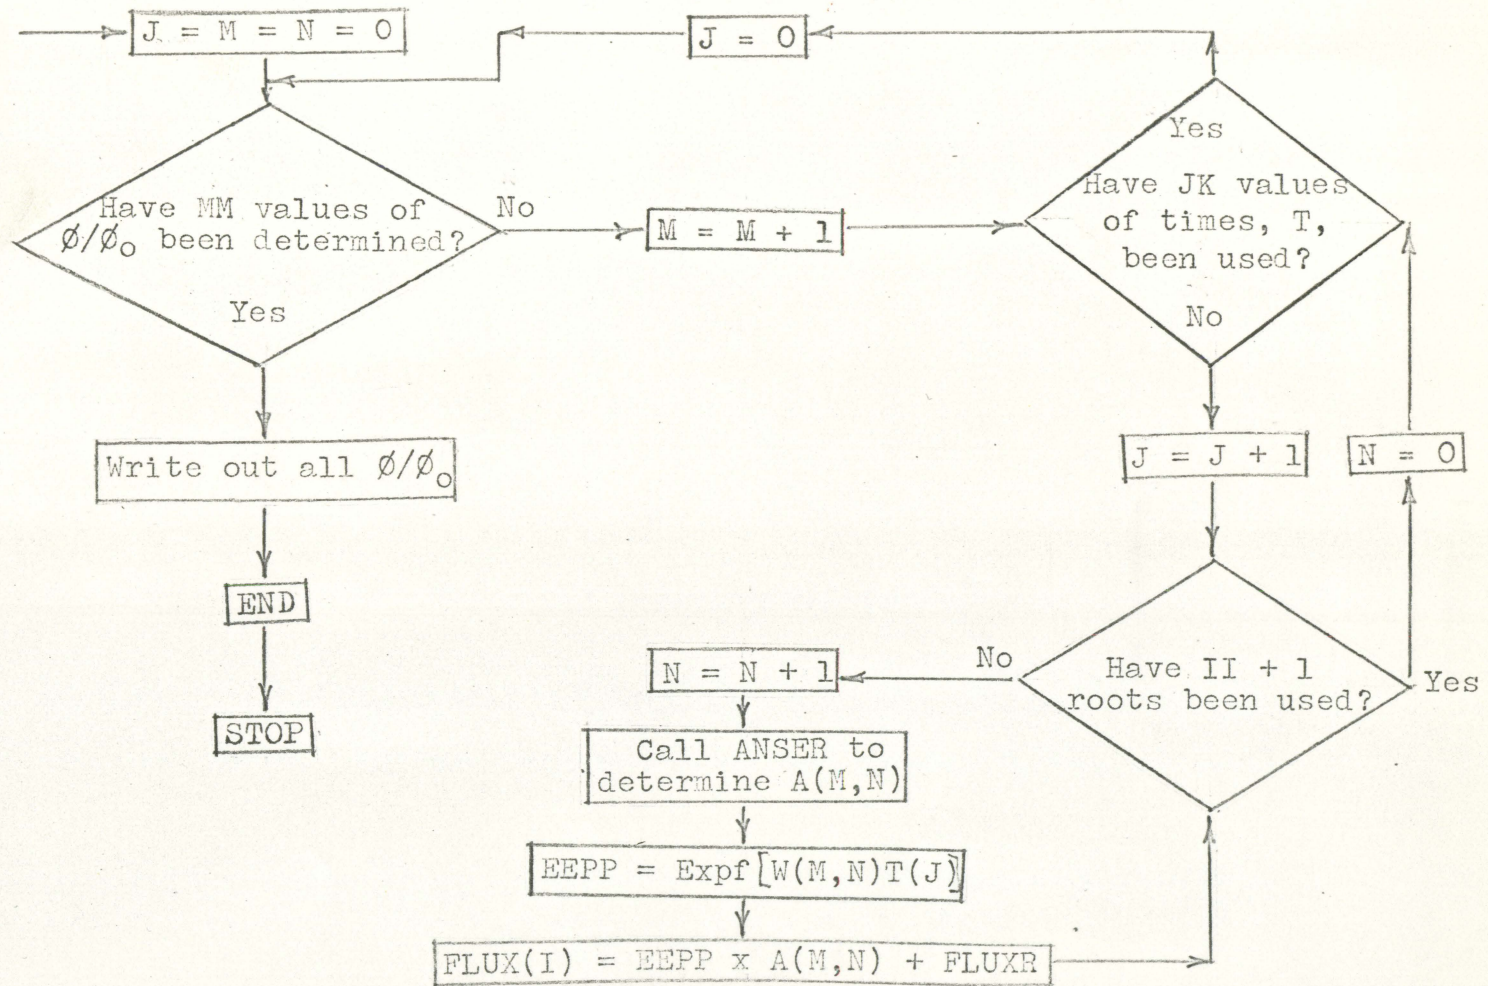 J = M = N = 0
J = 0
Have MM values of
Ø/Øₒ been determined?
No
Yes
M = M + 1
Yes
Have JK values
of times, T,
been used?
No
Write out all Ø/Øₒ
END
STOP
J = J + 1
N = 0
Have II + 1
roots been used?
No
Yes
N = N + 1
Call ANSER to
determine A(M,N)
EEPP = Expf[W(M,N)T(J)]
FLUX(I) = EEPP x A(M,N) + FLUXR